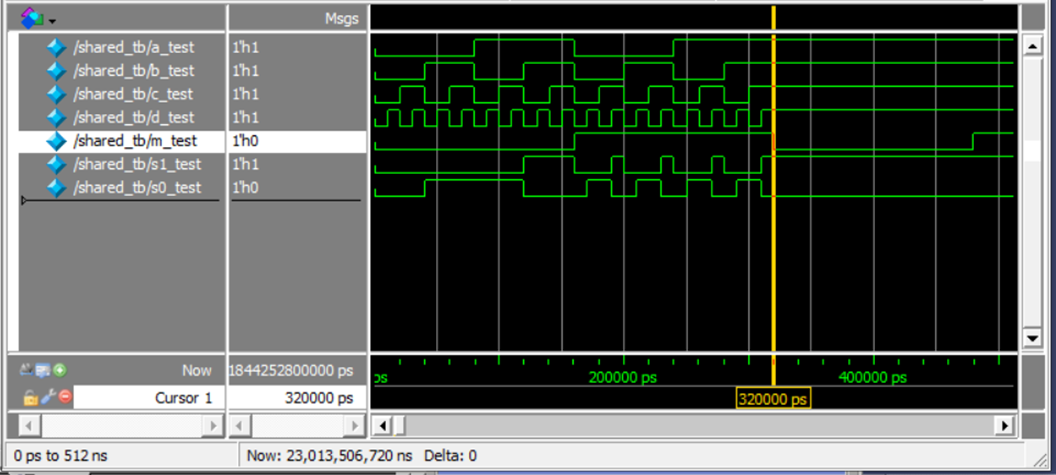 Msgs
/shared_tb/a_test 1'h1
/shared_tb/b_test 1'h1
/shared_tb/c_test 1'h1
/shared_tb/d_test 1'h1
/shared_tb/m_test 1'h0
/shared_tb/s1_test 1'h1
/shared_tb/s0_test 1'h0
Now 1844252800000 ps ps 200000 ps 400000 ps
Cursor 1 320000 ps 320000 ps
0 ps to 512 ns Now: 23,013,506,720 ns Delta: 0